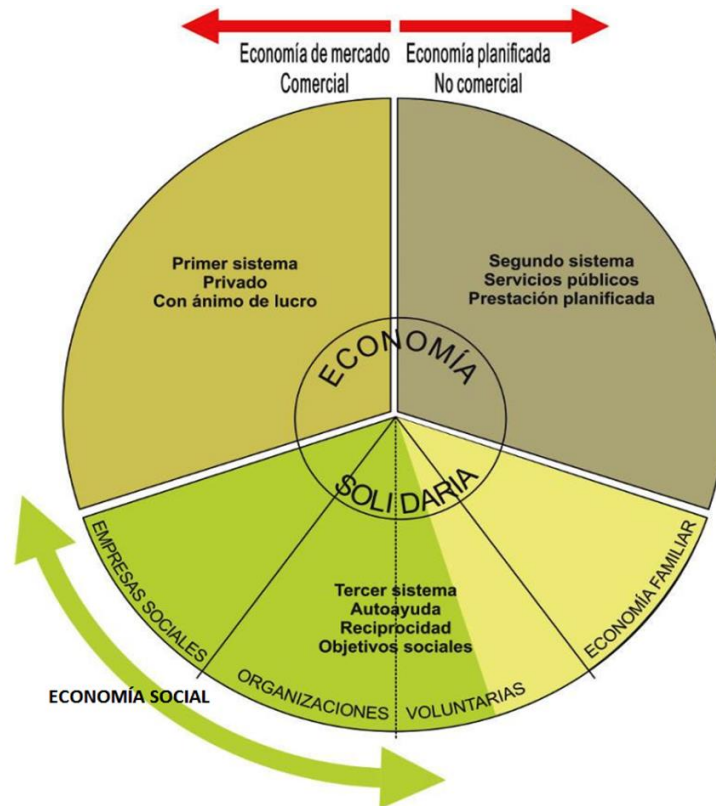 Economía de mercado
Comercial
Economía planificada
No comercial
Primer sistema
Privado
Con ánimo de lucro
Segundo sistema
Servicios públicos
Prestación planificada
ECONOMÍA
SOLIDARIA
Tercer sistema
Autoayuda
Reciprocidad
Objetivos sociales
EMPRESAS SOCIALES
ORGANIZACIONES VOLUNTARIAS
ECONOMÍA FAMILIAR
ECONOMÍA SOCIAL